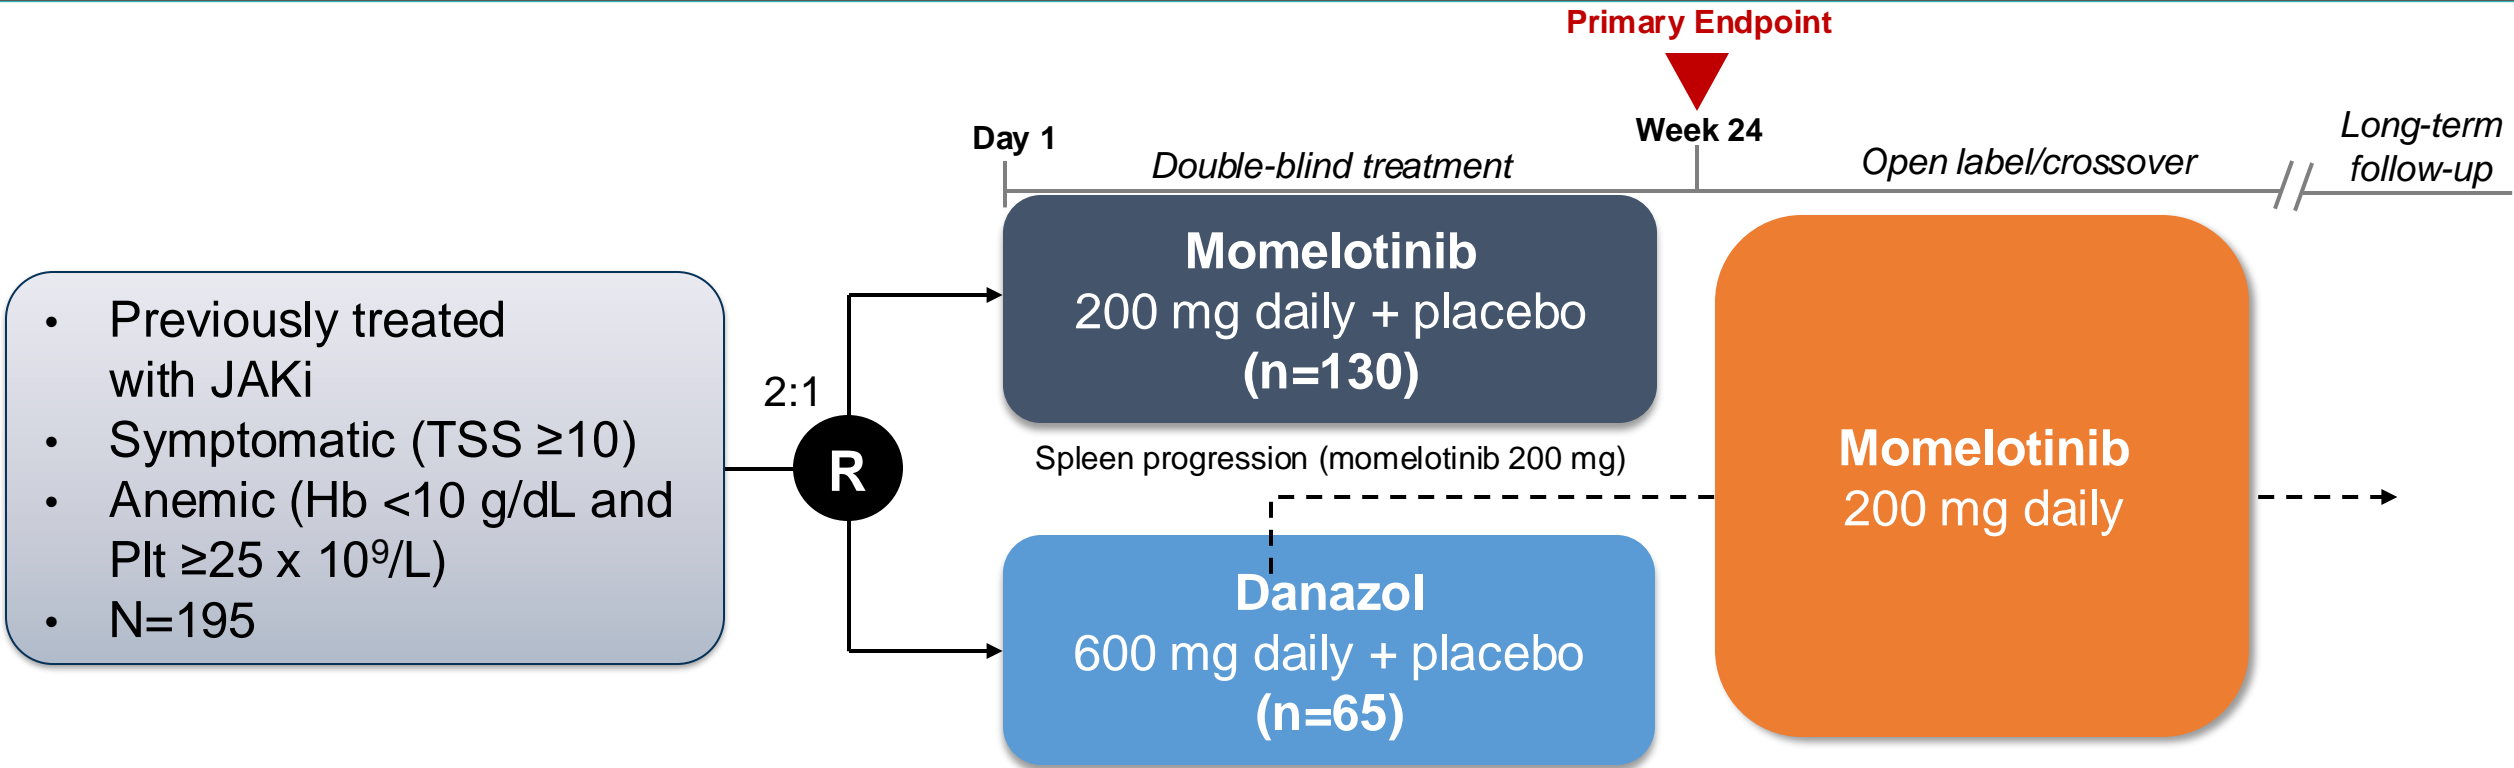 Primary Endpoint
Day 1
Week 24
Double-blind treatment
Open label/crossover
Long-term
follow-up
• Previously treated
with JAKi
• Symptomatic (TSS ≥10)
• Anemic (Hb <10 g/dL and
Plt ≥25 x 10⁹/L)
• N=195
2:1
R
Momelotinib
200 mg daily + placebo
(n=130)
Spleen progression (momelotinib 200 mg)
Danazol
600 mg daily + placebo
(n=65)
Momelotinib
200 mg daily